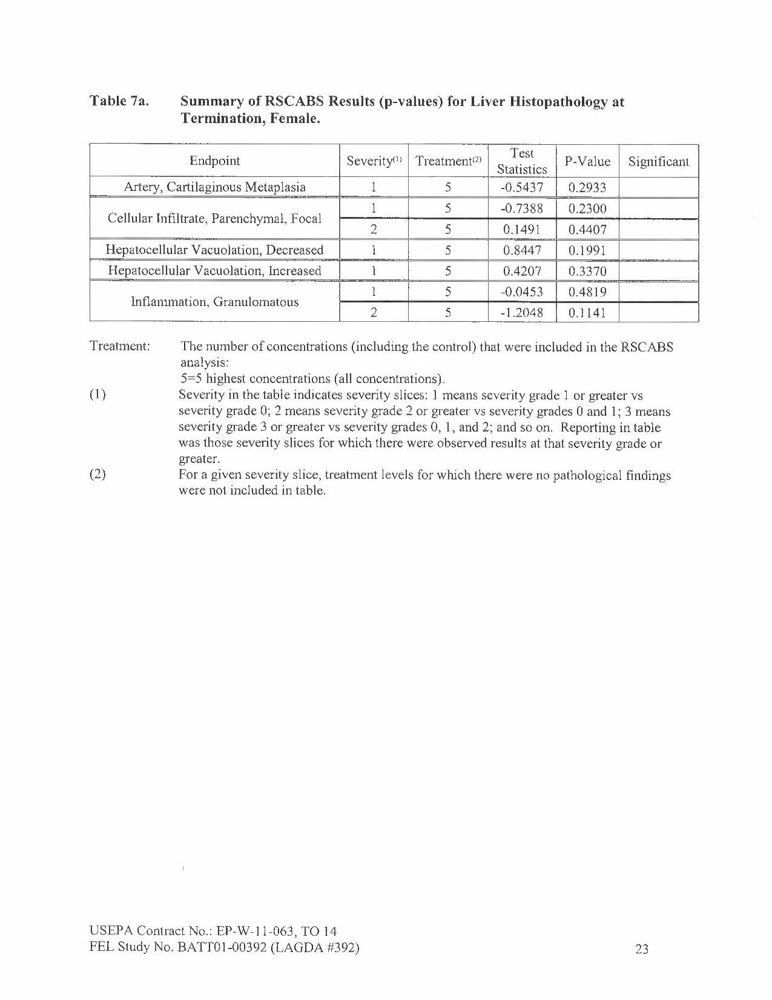 Table 7a. Summary of RSCABS Results (p-values) for Liver Histopathology at
Termination, Female.
Endpoint Severity(1) Treatment(2) Test Statistics P-Value Significant
Artery, Cartilaginous Metaplasia 1 5 -0.5437 0.2933
Cellular Infiltrate, Parenchymal, Focal 1 5 -0.7388 0.2300
2 5 0.1491 0.4407
Hepatocellular Vacuolation, Decreased 1 5 0.8447 0.1991
Hepatocellular Vacuolation, Increased 1 5 0.4207 0.3370
Inflammation, Granulomatous 1 5 -0.0453 0.4819
2 5 -1.2048 0.1141
Treatment: The number of concentrations (including the control) that were included in the RSCABS
analysis:
5=5 highest concentrations (all concentrations).
(1) Severity in the table indicates severity slices: 1 means severity grade 1 or greater vs
severity grade 0; 2 means severity grade 2 or greater vs severity grades 0 and 1; 3 means
severity grade 3 or greater vs severity grades 0, 1, and 2; and so on. Reporting in table
was those severity slices for which there were observed results at that severity grade or
greater.
(2) For a given severity slice, treatment levels for which there were no pathological findings
were not included in table.
USEPA Contract No.: EP-W-11-063, TO 14
FEL Study No. BATT01-00392 (LAGDA #392) 23